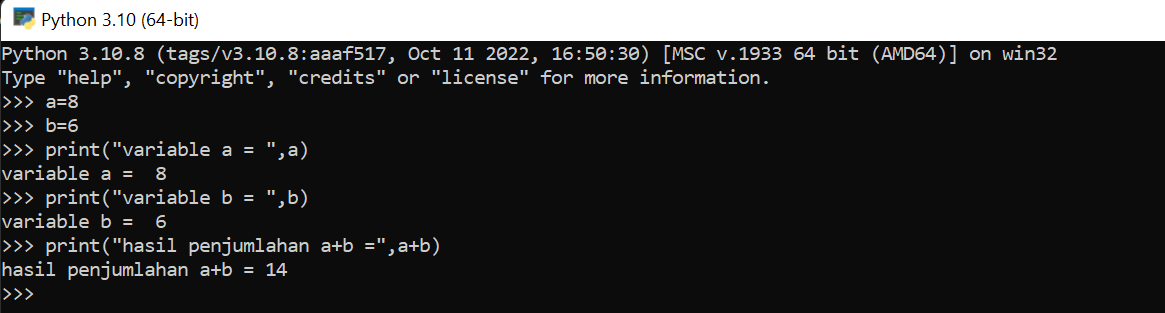 Python 3.10 (64-bit)
Python 3.10.8 (tags/v3.10.8:aaaf517, Oct 11 2022, 16:50:30) [MSC v.1933 64 bit (AMD64)] on win32
Type "help", "copyright", "credits" or "license" for more information.
>>> a=8
>>> b=6
>>> print("variable a = ",a)
variable a =  8
>>> print("variable b = ",b)
variable b =  6
>>> print("hasil penjumlahan a+b =",a+b)
hasil penjumlahan a+b = 14
>>>